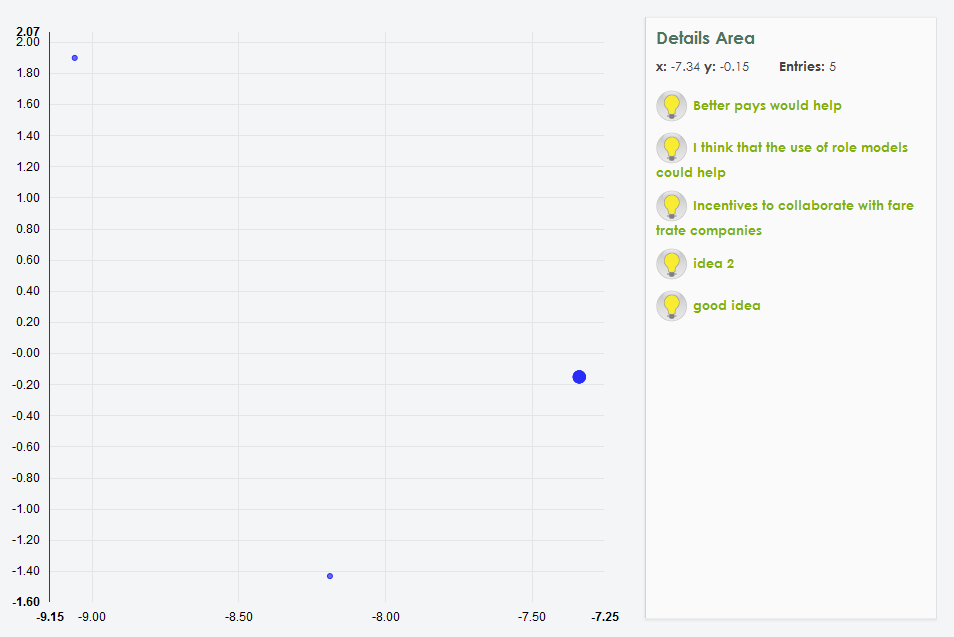 2.07
2.00
1.80
1.60
1.40
1.20
1.00
0.80
0.60
0.40
0.20
-0.00
-0.20
-0.40
-0.60
-0.80
-1.00
-1.20
-1.40
-1.60
-9.15 -9.00 -8.50 -8.00 -7.50 -7.25
Details Area
x: -7.34 y: -0.15 Entries: 5
Better pays would help
I think that the use of role models
could help
Incentives to collaborate with fare
trate companies
idea 2
good idea